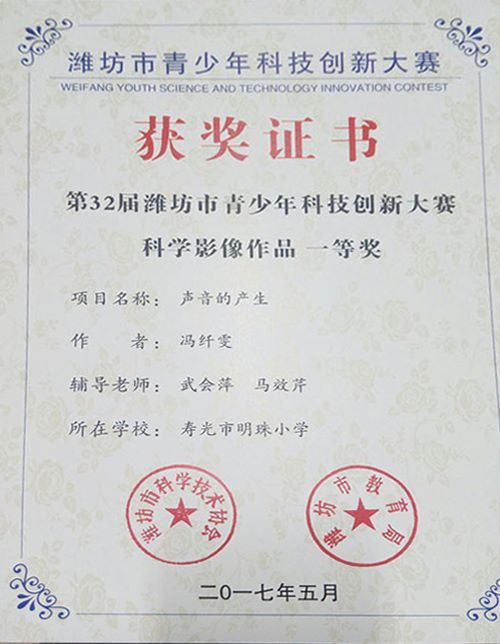 潍坊市青少年科技创新大赛
WEIFANG YOUTH SCIENCE AND TECHNOLOGY INNOVATION CONTEST
获奖证书
第32届潍坊市青少年科技创新大赛
科学影像作品 一等奖
项目名称：声音的产生
作 者：冯纤雯
辅导老师：武会萍 马效芹
所在学校：寿光市明珠小学
潍坊市科学技术协会
潍坊市教育局
二〇一七年五月